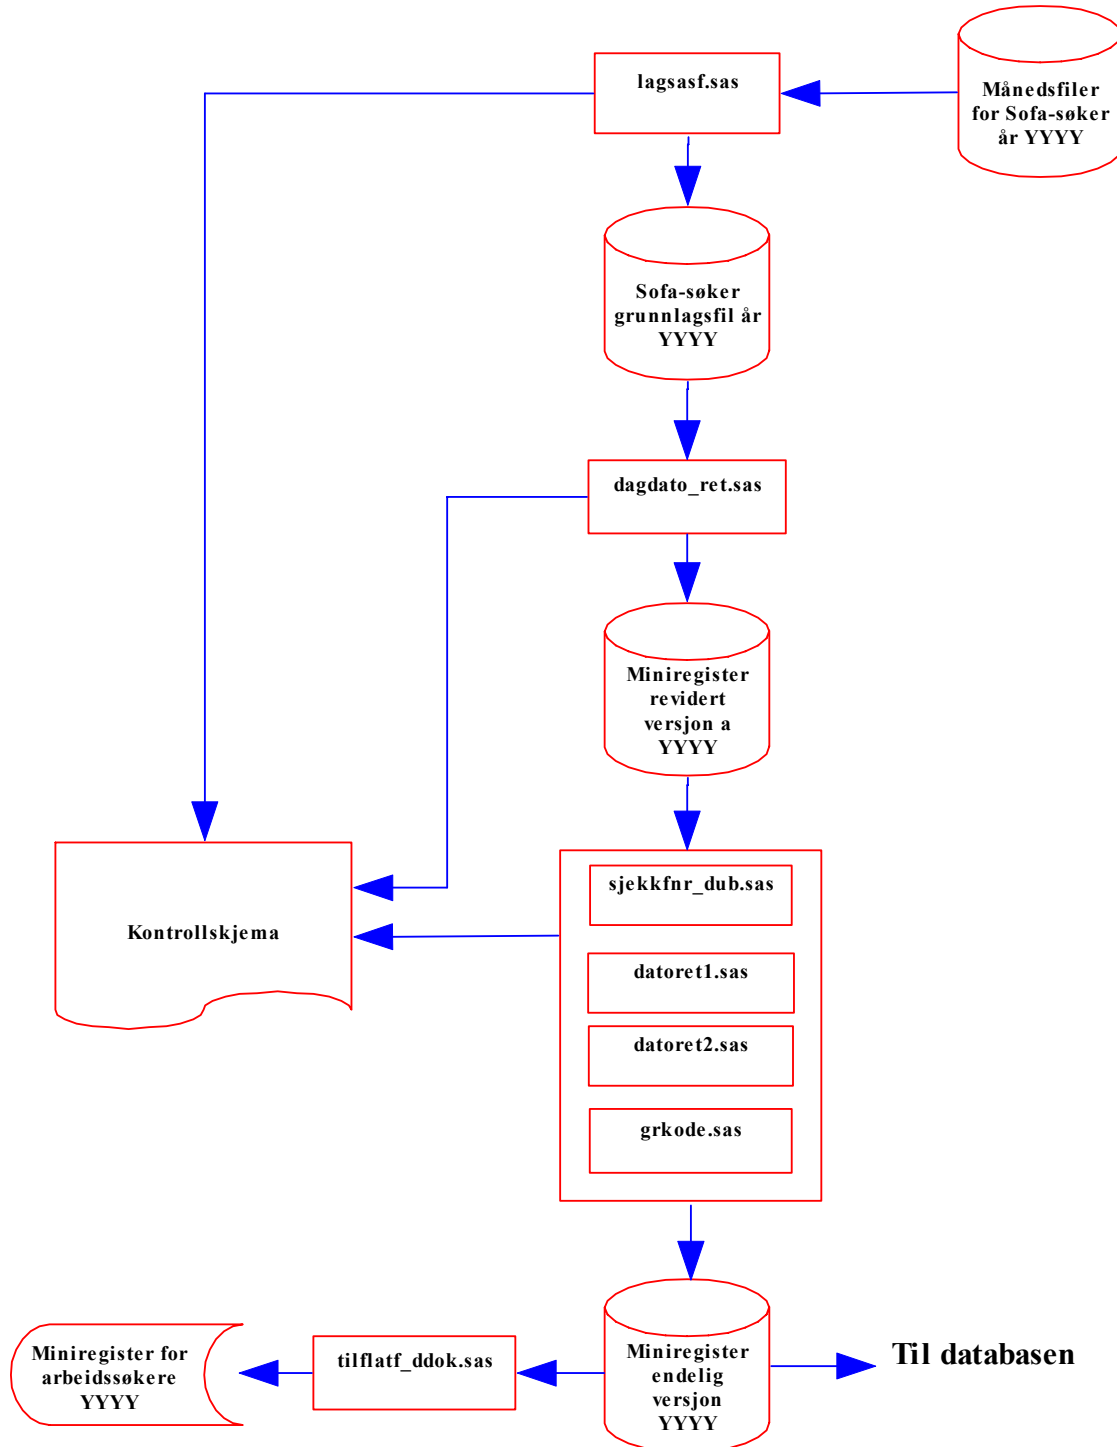 lagsasf.sas
Månedsfiler
for Sofa-søker
år YYYY
Sofa-søker
grunnlagsfil år
YYYY
dagdato_ret.sas
Miniregister
revidert
versjon a
YYYY
sjekkfnr_dub.sas
Kontrollskjema
datoret1.sas
datoret2.sas
grkode.sas
Miniregister for
arbeidssøkere
YYYY
tilflatf_ddok.sas
Miniregister
endelig
versjon
YYYY
Til databasen